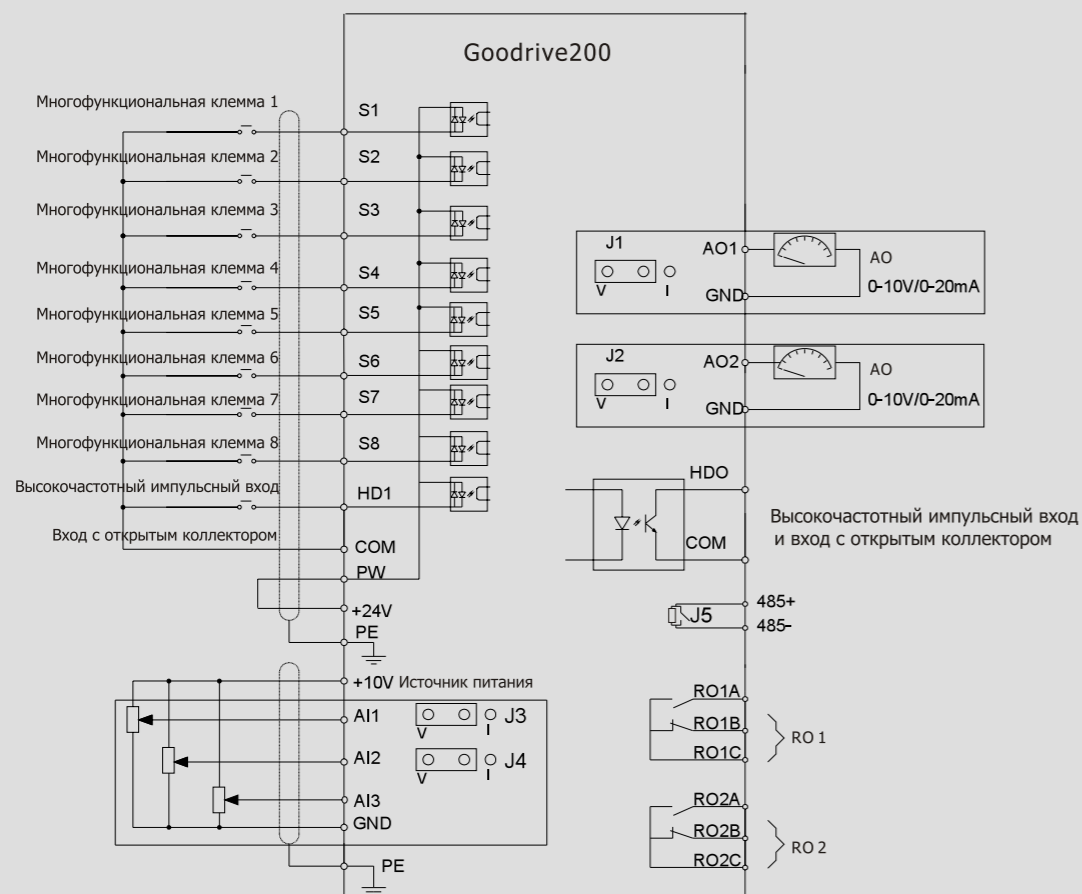 Goodrive200
Многофункциональная клемма 1
S1
Многофункциональная клемма 2
S2
Многофункциональная клемма 3
S3
Многофункциональная клемма 4
S4
Многофункциональная клемма 5
S5
Многофункциональная клемма 6
S6
Многофункциональная клемма 7
S7
Многофункциональная клемма 8
S8
Высокочастотный импульсный вход
HD1
Вход с открытым коллектором
COM
PW
+24V
PE
+10V Источник питания
AI1
V
I
J3
AI2
V
I
J4
AI3
GND
PE
J1
V
I
AO1
GND
AO
0-10V/0-20mA
J2
V
I
AO2
GND
AO
0-10V/0-20mA
HDO
COM
Высокочастотный импульсный вход
и вход с открытым коллектором
J5
485+
485-
RO1A
RO1B
RO1C
RO 1
RO2A
RO2B
RO2C
RO 2